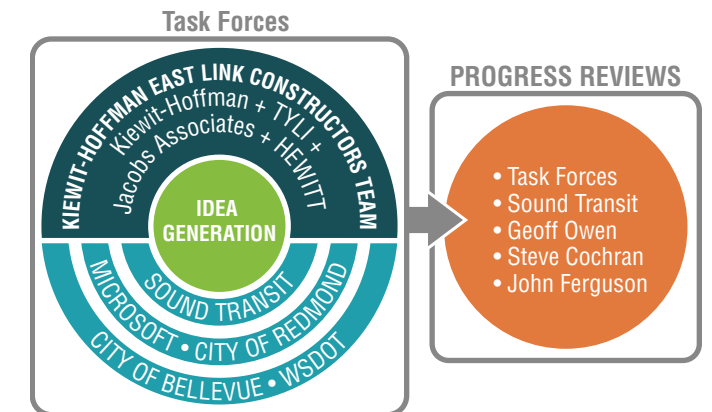 Task Forces
KIEWIT-HOFFMAN EAST LINK CONSTRUCTORS TEAM
Kiewit-Hoffman + TYLI +
Jacobs Associates + HEWITT
IDEA
GENERATION
SOUND TRANSIT
MICROSOFT • CITY OF REDMOND
CITY OF BELLEVUE • WSDOT
PROGRESS REVIEWS
• Task Forces
• Sound Transit
• Geoff Owen
• Steve Cochran
• John Ferguson